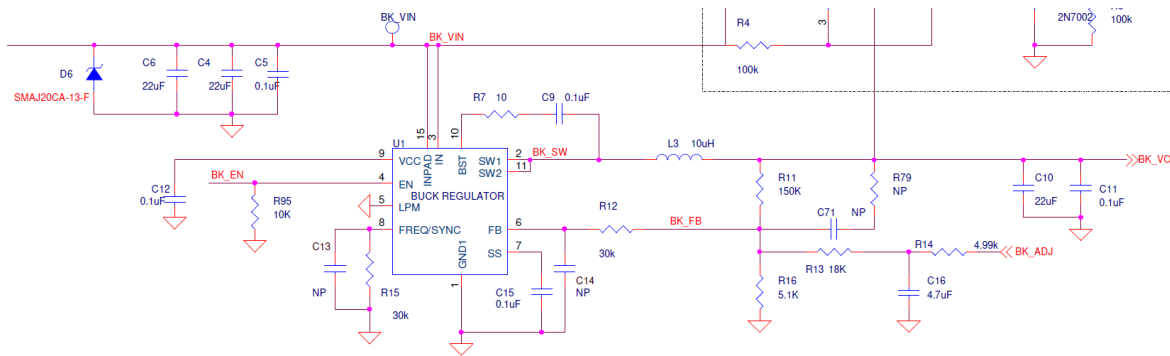 BK_VIN
BK_VIN
R4
100k
3
2N7002
100k
D6
SMAJ20CA-13-F
C6
22uF
C4
22uF
C5
0.1uF
R7 10
C9 0.1uF
U1
15
3
10
INPAD
IN
BST
9
VCC
4
EN
5
LPM
8
FREQ/SYNC
BUCK REGULATOR
GND1
1
SW1
SW2
2
11
FB
6
SS
7
BK_SW
L3 10uH
C12
0.1uF
BK_EN
R95
10K
C13
NP
R15
30k
C15
0.1uF
C14
NP
R12
30k
BK_FB
R11
150K
R79
NP
C71
NP
R13 18K
R14
4.99k
BK_ADJ
R16
5.1K
C16
4.7uF
C10
22uF
C11
0.1uF
BK_VO